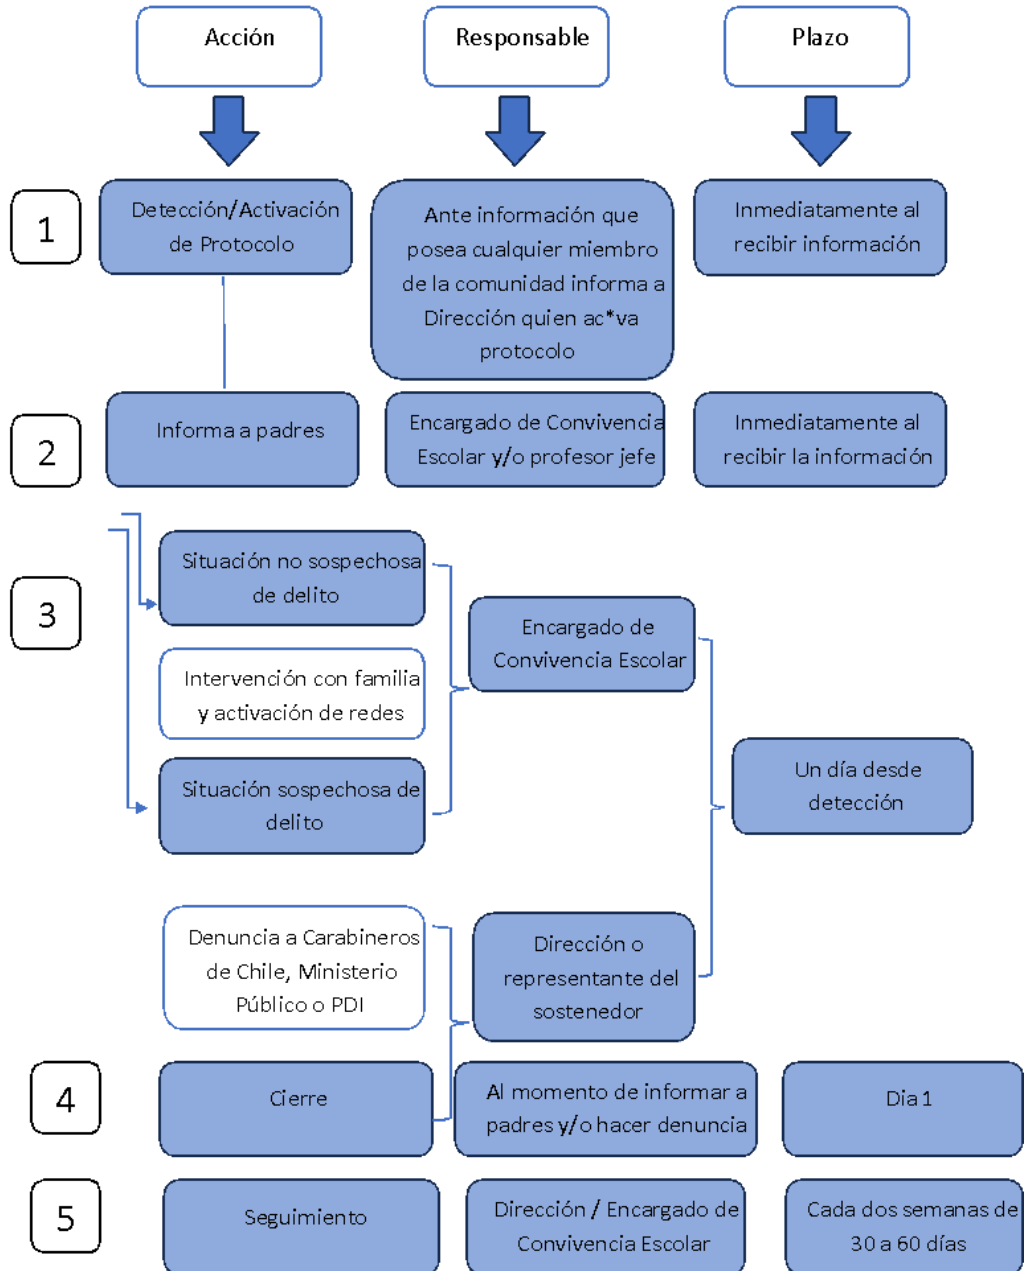 Acción
Responsable
Plazo
1
Detección/Activación
de Protocolo
Ante información que
posea cualquier miembro
de la comunidad informa a
Dirección quien ac*va
protocolo
Inmediatamente al
recibir información
2
Informa a padres
Encargado de Convivencia
Escolar y/o profesor jefe
Inmediatamente al
recibir la información
3
Situación no sospechosa
de delito
Intervención con familia
y activación de redes
Situación sospechosa de
delito
Encargado de
Convivencia Escolar
Un día desde
detección
Denuncia a Carabineros
de Chile, Ministerio
Público o PDI
Dirección o
representante del
sostenedor
4
Cierre
Al momento de informar a
padres y/o hacer denuncia
Dia 1
5
Seguimiento
Dirección / Encargado de
Convivencia Escolar
Cada dos semanas de
30 a 60 días